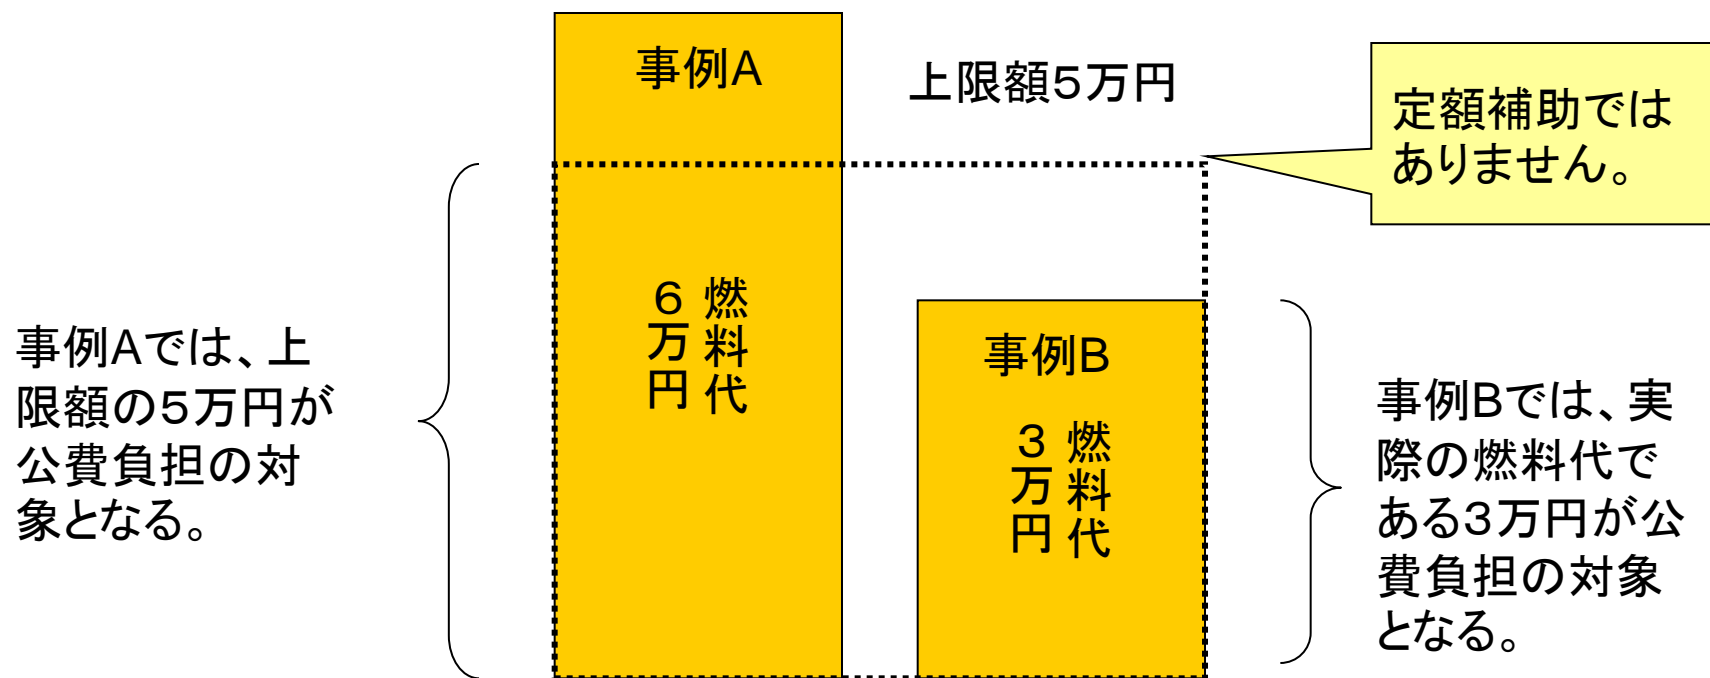 事例A
上限額5万円
定額補助では
ありません。
燃料代
6万円
事例Aでは、上
限額の5万円が
公費負担の対
象となる。
事例B
燃料代
3万円
事例Bでは、実
際の燃料代で
ある3万円が公
費負担の対象
となる。